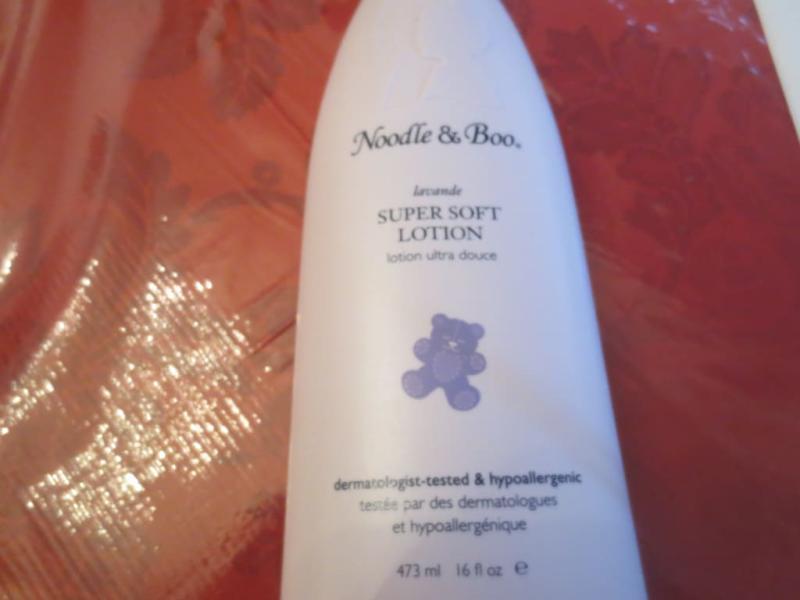 Noodle & Boo®
lavande
SUPER SOFT
LOTION
lotion ultra douce
dermatologist-tested & hypoallergenic
testée par des dermatologues
et hypoallergénique
473 ml 16 fl oz ℮